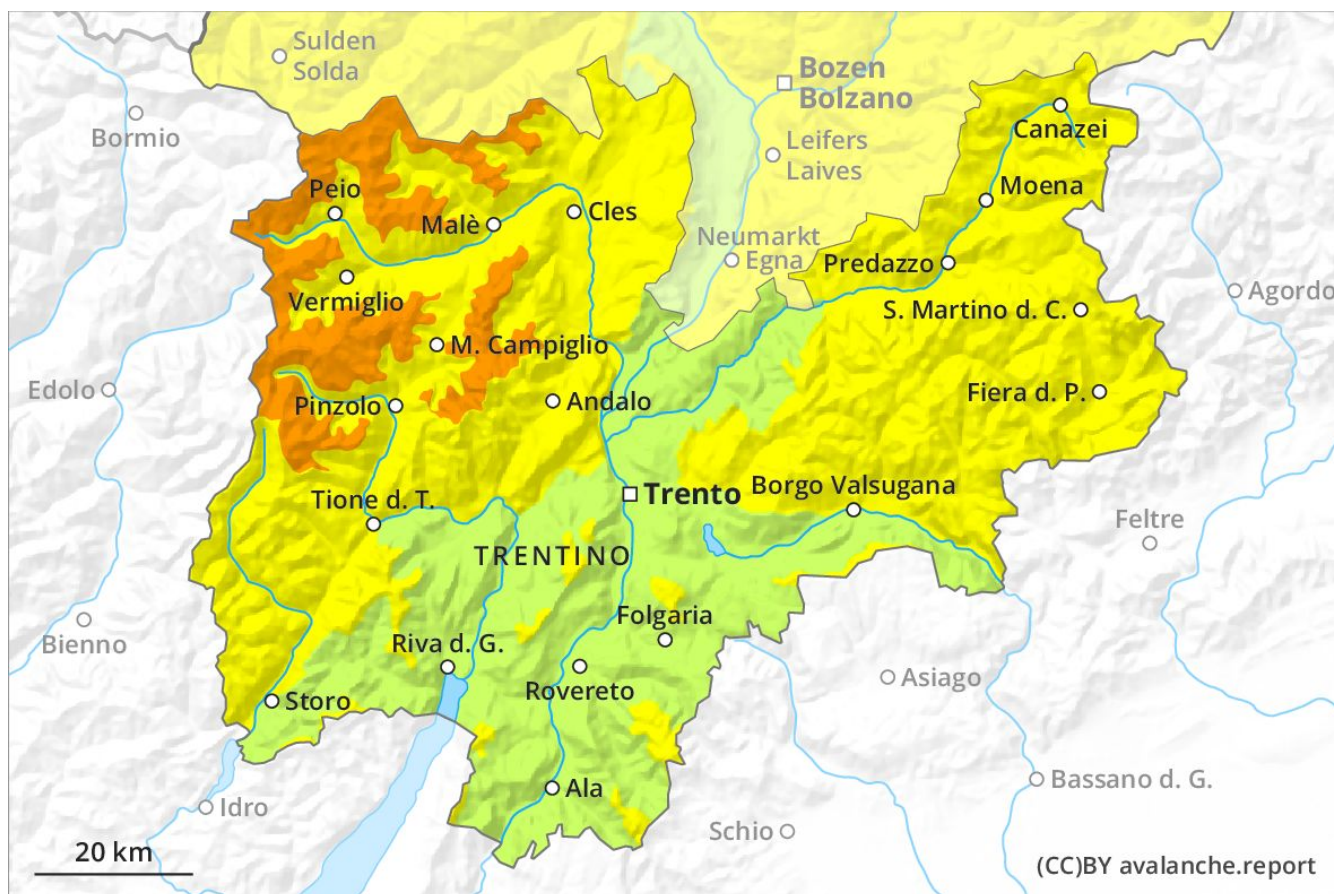 Sulden
Solda
Bozen
Bolzano
Bormio
Canazei
Leifers
Laives
Peio
Moena
Malè
Cles
Neumarkt
Egna
Predazzo
Vermiglio
Agordo
S. Martino d. C.
M. Campiglio
Edolo
Pinzolo
Andalo
Fiera d. P.
Trento
Borgo Valsugana
Tione d. T.
Feltre
TRENTINO
Folgaria
Bienno
Riva d. G.
Asiago
Rovereto
Storo
Bassano d. G.
Ala
Idro
Schio
20 km
(CC)BY avalanche.report